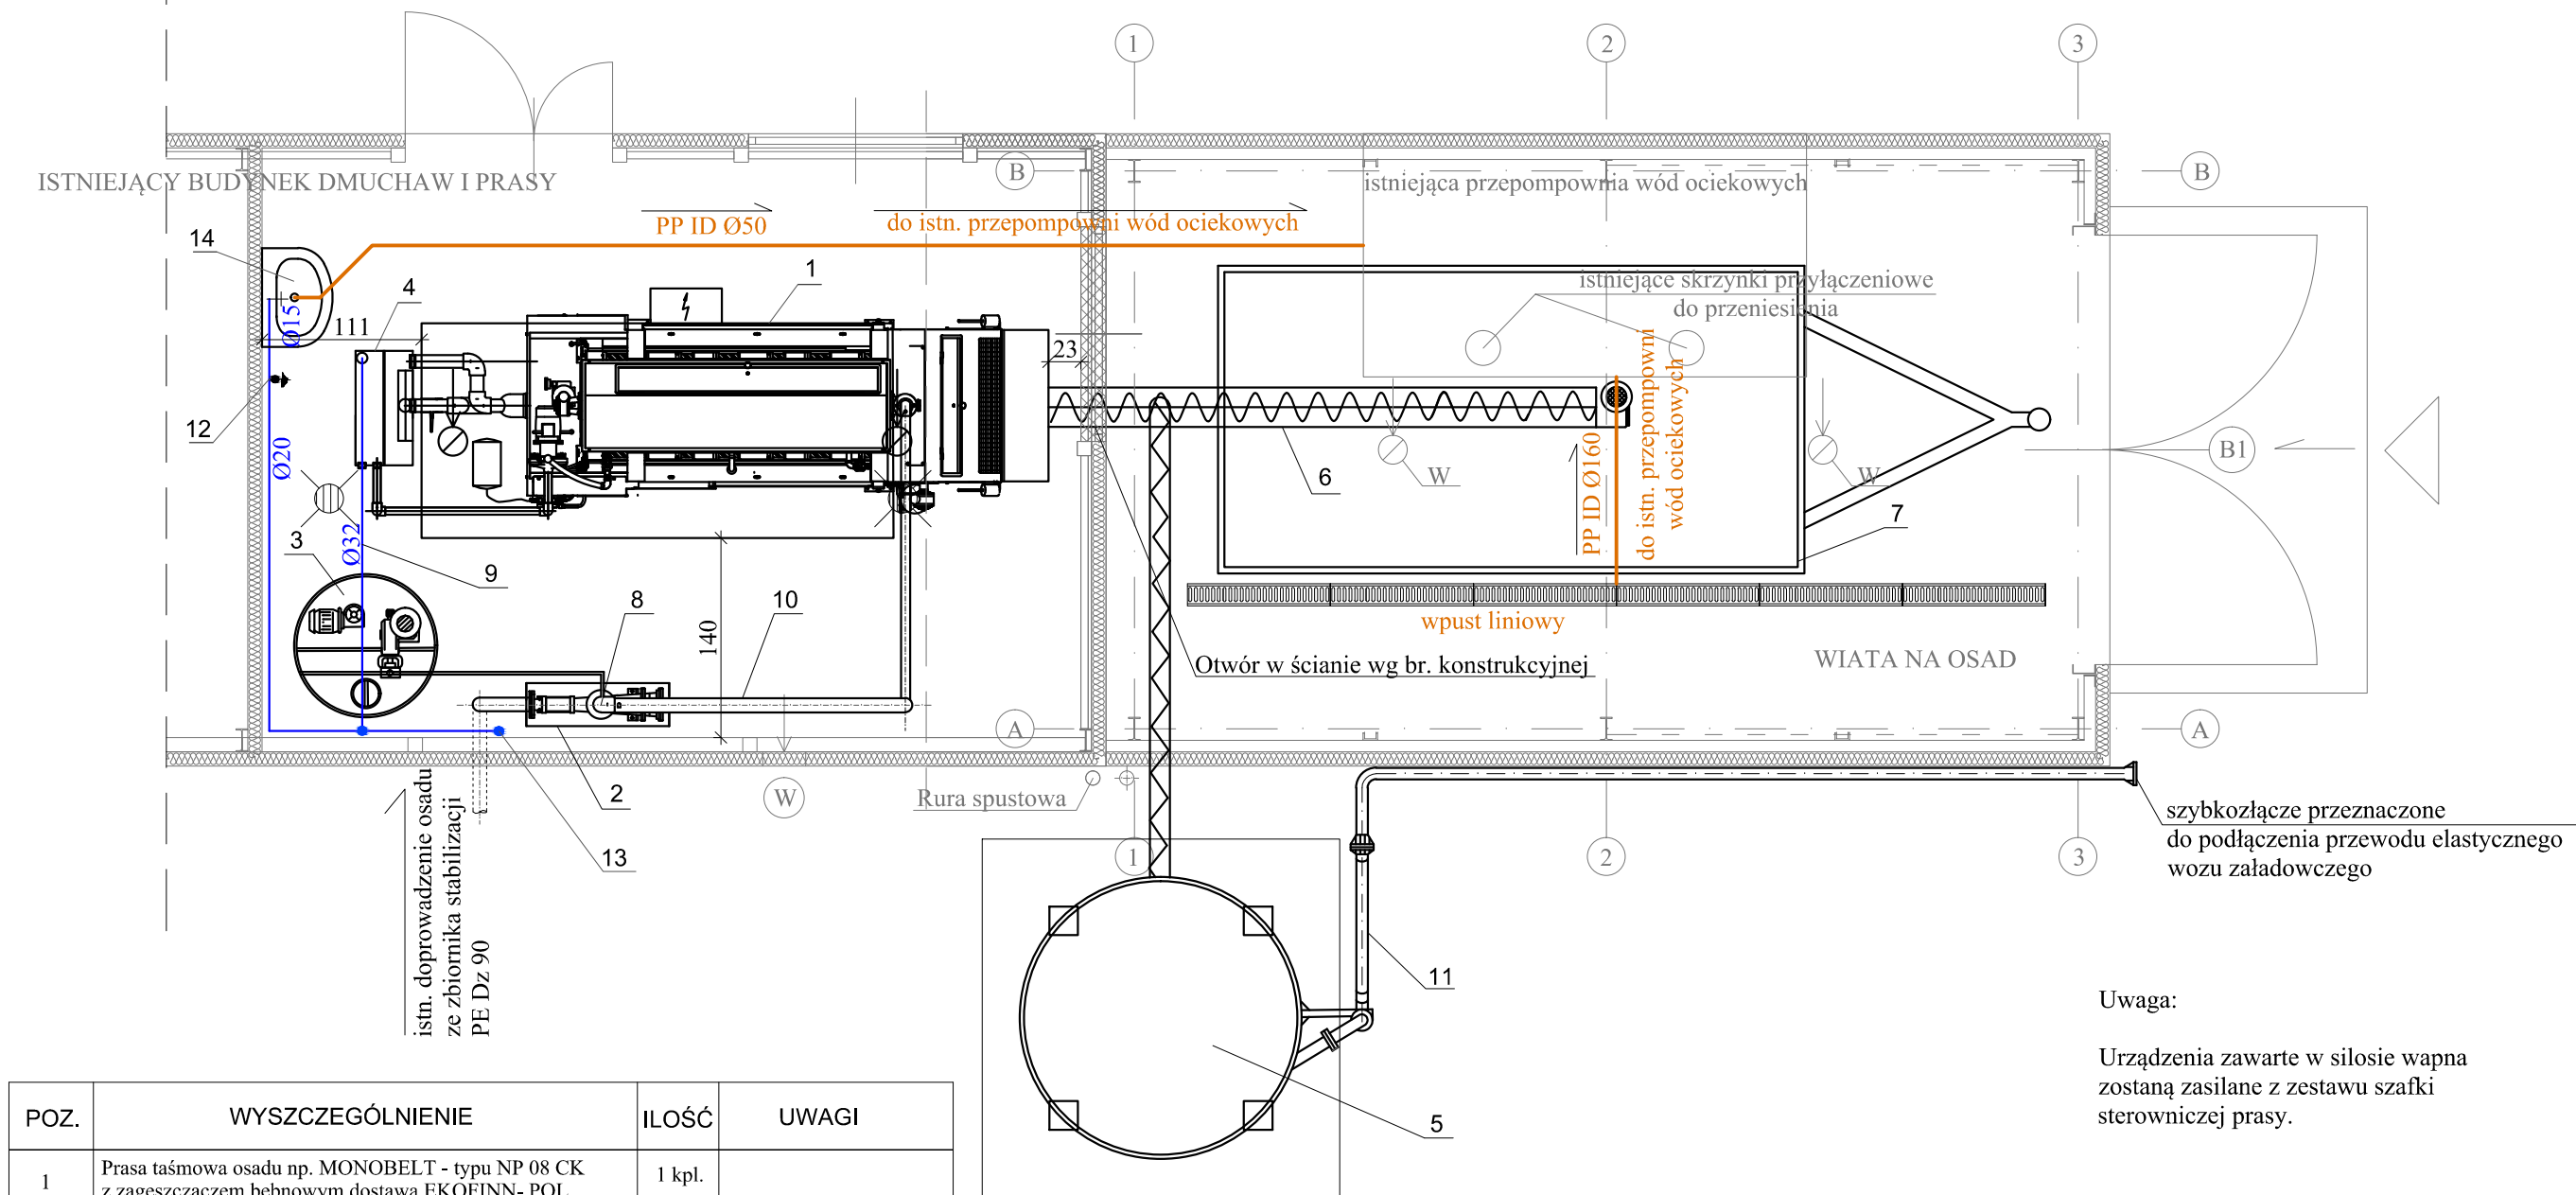 1
2
3
ISTNIEJĄCY BUDYNEK DMUCHAW I PRASY
B
istniejąca przepompownia wód ociekowych
B
PP ID Ø50
do istn. przepompowni wód ociekowych
14
4
1
istniejące skrzynki przyłączeniowe
do przeniesienia
Ø15
111
23
12
Ø20
6
W
W
B1
PP ID Ø160
do istn. przepompowni
wód ociekowych
7
3
Ø32
9
8
10
140
wpust liniowy
Otwór w ścianie wg br. konstrukcyjnej
WIATA NA OSAD
A
A
2
W
Rura spustowa
13
1
2
3
istn. doprowadzenie osadu
ze zbiornika stabilizacji
PE Dz 90
szybkozłącze przeznaczone
do podłączenia przewodu elastycznego
wozu załadowczego
11
5
Uwaga:
Urządzenia zawarte w silosie wapna
zostaną zasilane z zestawu szafki
sterowniczej prasy.
POZ. WYSZCZEGÓLNIENIE ILOŚĆ UWAGI
1 Prasa taśmowa osadu np. MONOBELT - typu NP 08 CK 1 kpl.
z zagęszczaczem bębnowym dostawa EKOFINN- POL